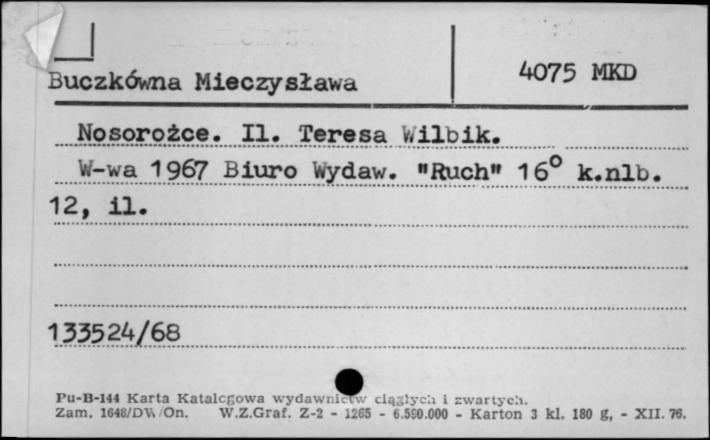 Buczkówna Mieczysława
4075 MKD
Nosorożce. Il. Teresa Wilbik.
W-wa 1967 Biuro Wydaw. "Ruch" 16° k.nlb.
12, il.
133524/68
Pu-B-144 Karta Katalogowa wydawnictw ciągłych i zwartych.
Zam. 1648/DW/On. W.Z.Graf. Z-2 - 1265 - 6.590.000 - Karton 3 kl. 180 g, - XII. 76.